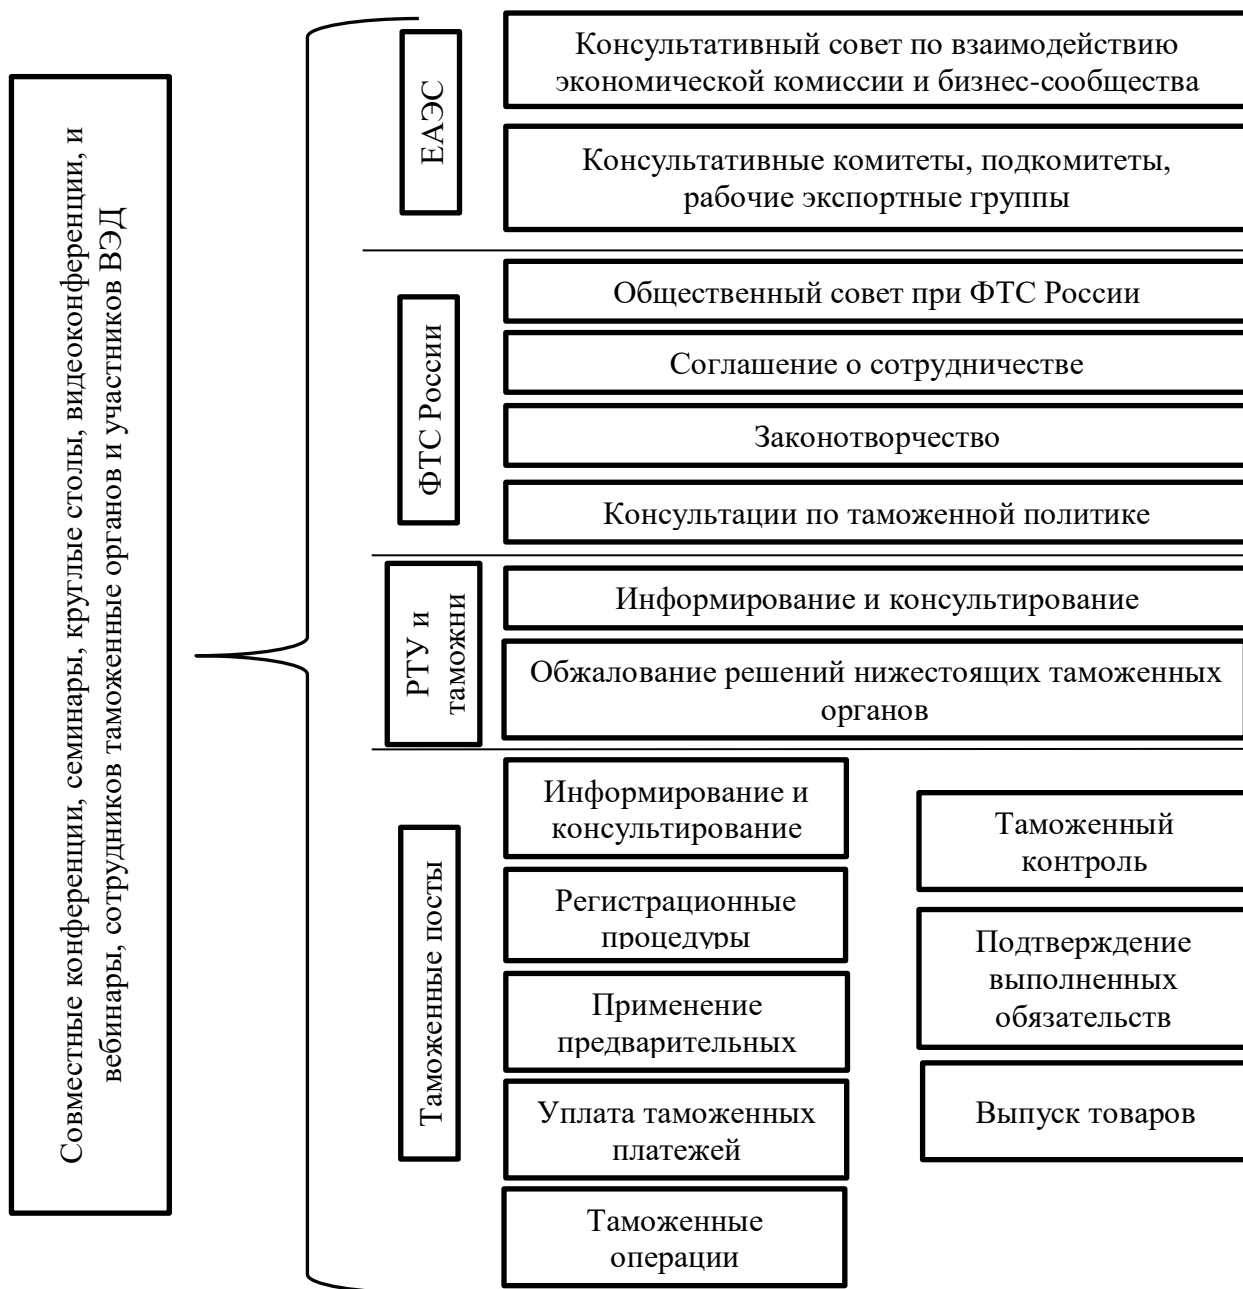 Совместные конференции, семинары, круглые столы, видеоконференции, и
вебинары, сотрудников таможенные органов и участников ВЭД
ЕАЭС
Консультативный совет по взаимодействию
экономической комиссии и бизнес-сообщества
Консультативные комитеты, подкомитеты,
рабочие экспортные группы
ФТС России
Общественный совет при ФТС России
Соглашение о сотрудничестве
Законотворчество
Консультации по таможенной политике
РТУ и
таможни
Информирование и консультирование
Обжалование решений нижестоящих таможенных
органов
Таможенные посты
Информирование и
консультирование
Регистрационные
процедуры
Применение
предварительных
Уплата таможенных
платежей
Таможенные
операции
Таможенный
контроль
Подтверждение
выполненных
обязательств
Выпуск товаров